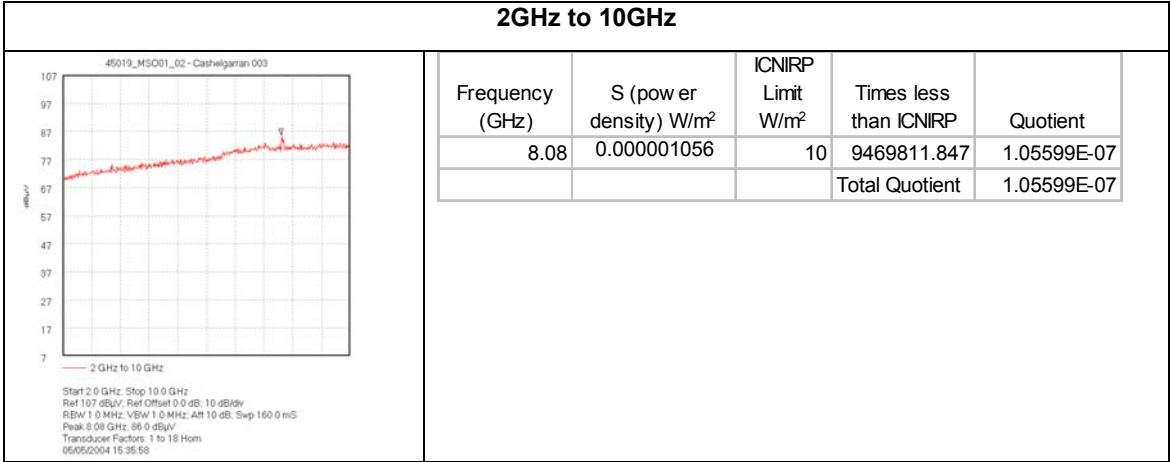 2GHz to 10GHz
45019_MSO01_02 - Cashelgarran 003
107
97
87
77
67
57
47
37
27
17
7
dBµV
2 GHz to 10 GHz
Start 2.0 GHz; Stop 10.0 GHz
Ref 107 dBµV; Ref Offset 0.0 dB; 10 dB/div
RBW 1.0 MHz; VBW 1.0 MHz; Att 10 dB; Swp 160.0 mS
Peak 8.08 GHz, 86.0 dBµV
Transducer Factors: 1 to 18 Horn
05/05/2004 15:35:58
Frequency (GHz) S (pow er density) W/m² ICNIRP Limit W/m² Times less than ICNIRP Quotient
8.08 0.000001056 10 9469811.847 1.05599E-07
Total Quotient 1.05599E-07